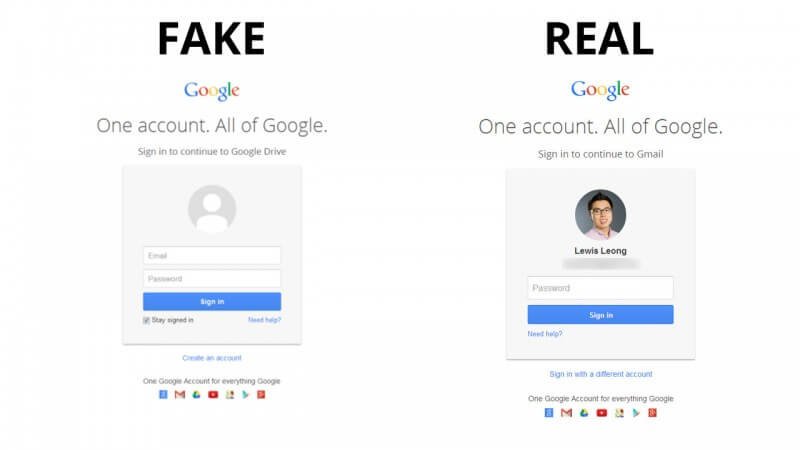 FAKE
Google
One account. All of Google.
Sign in to continue to Google Drive
Email
Password
Sign in
Stay signed in
Need help?
Create an account
One Google Account for everything Google
REAL
Google
One account. All of Google.
Sign in to continue to Gmail
Lewis Leong
Password
Sign in
Need help?
Sign in with a different account
One Google Account for everything Google